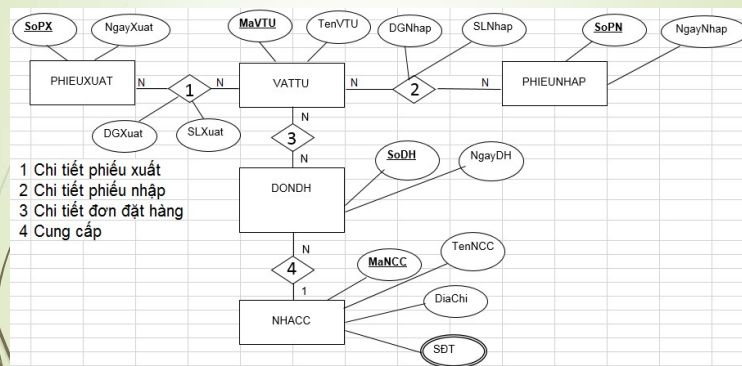 SoPX
NgayXuat
MaVTU
TenVTU
DGNhap
SLNhap
SoPN
NgayNhap
PHIEUXUAT
N
1
N
VATTU
N
2
N
PHIEUNHAP
DGXuat
SLXuat
N
3
N
1 Chi tiết phiếu xuất
2 Chi tiết phiếu nhập
3 Chi tiết đơn đặt hàng
4 Cung cấp
SoDH
NgayDH
DONDH
N
4
1
MaNCC
TenNCC
DiaChi
NHACC
SĐT